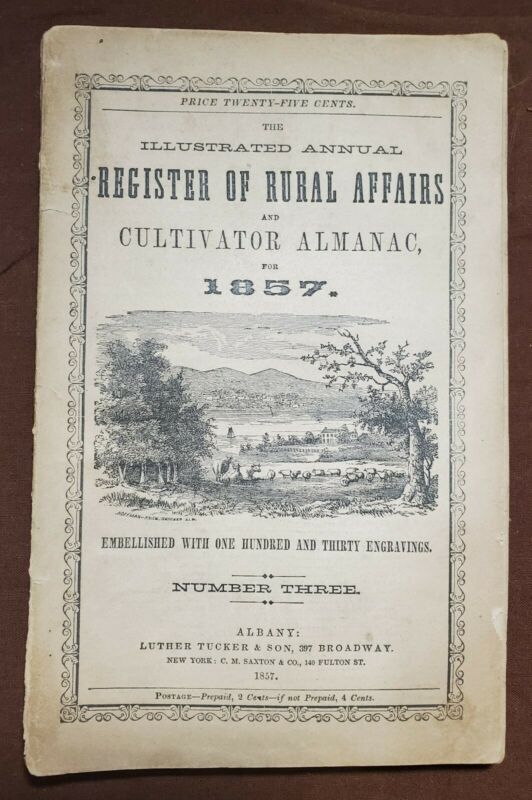 PRICE TWENTY-FIVE CENTS.
THE
ILLUSTRATED ANNUAL
REGISTER OF RURAL AFFAIRS
AND
CULTIVATOR ALMANAC,
FOR
1857.
EMBELLISHED WITH ONE HUNDRED AND THIRTY ENGRAVINGS.
NUMBER THREE.
ALBANY:
LUTHER TUCKER & SON, 397 BROADWAY.
NEW YORK: C. M. SAXTON & CO., 140 FULTON ST.
1857.
POSTAGE—Prepaid, 2 Cents—if not Prepaid, 4 Cents.